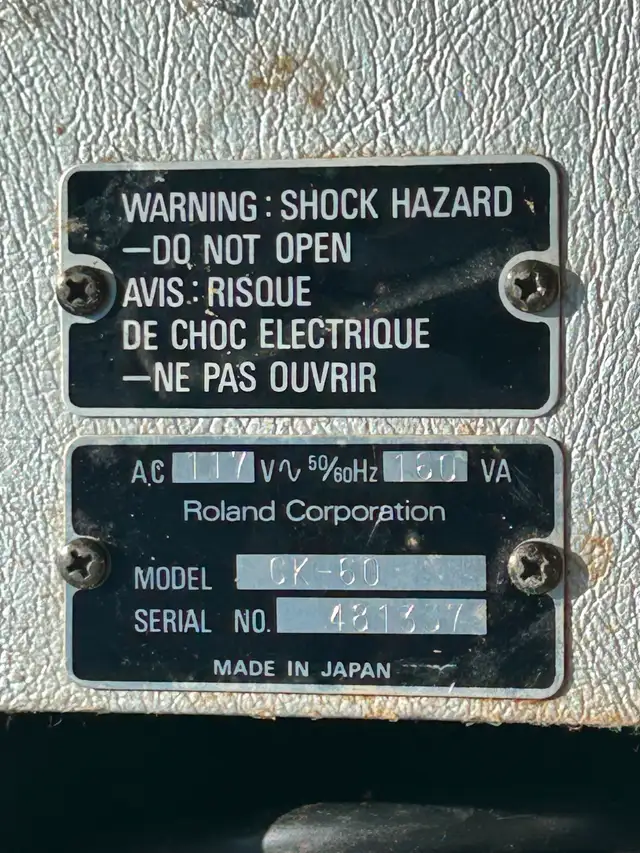 WARNING: SHOCK HAZARD
—DO NOT OPEN
AVIS: RISQUE
DE CHOC ELECTRIQUE
—NE PAS OUVRIR
AC 117 V∿ 50/60Hz 160 VA
Roland Corporation
MODEL CK-60
SERIAL NO. 481337
MADE IN JAPAN